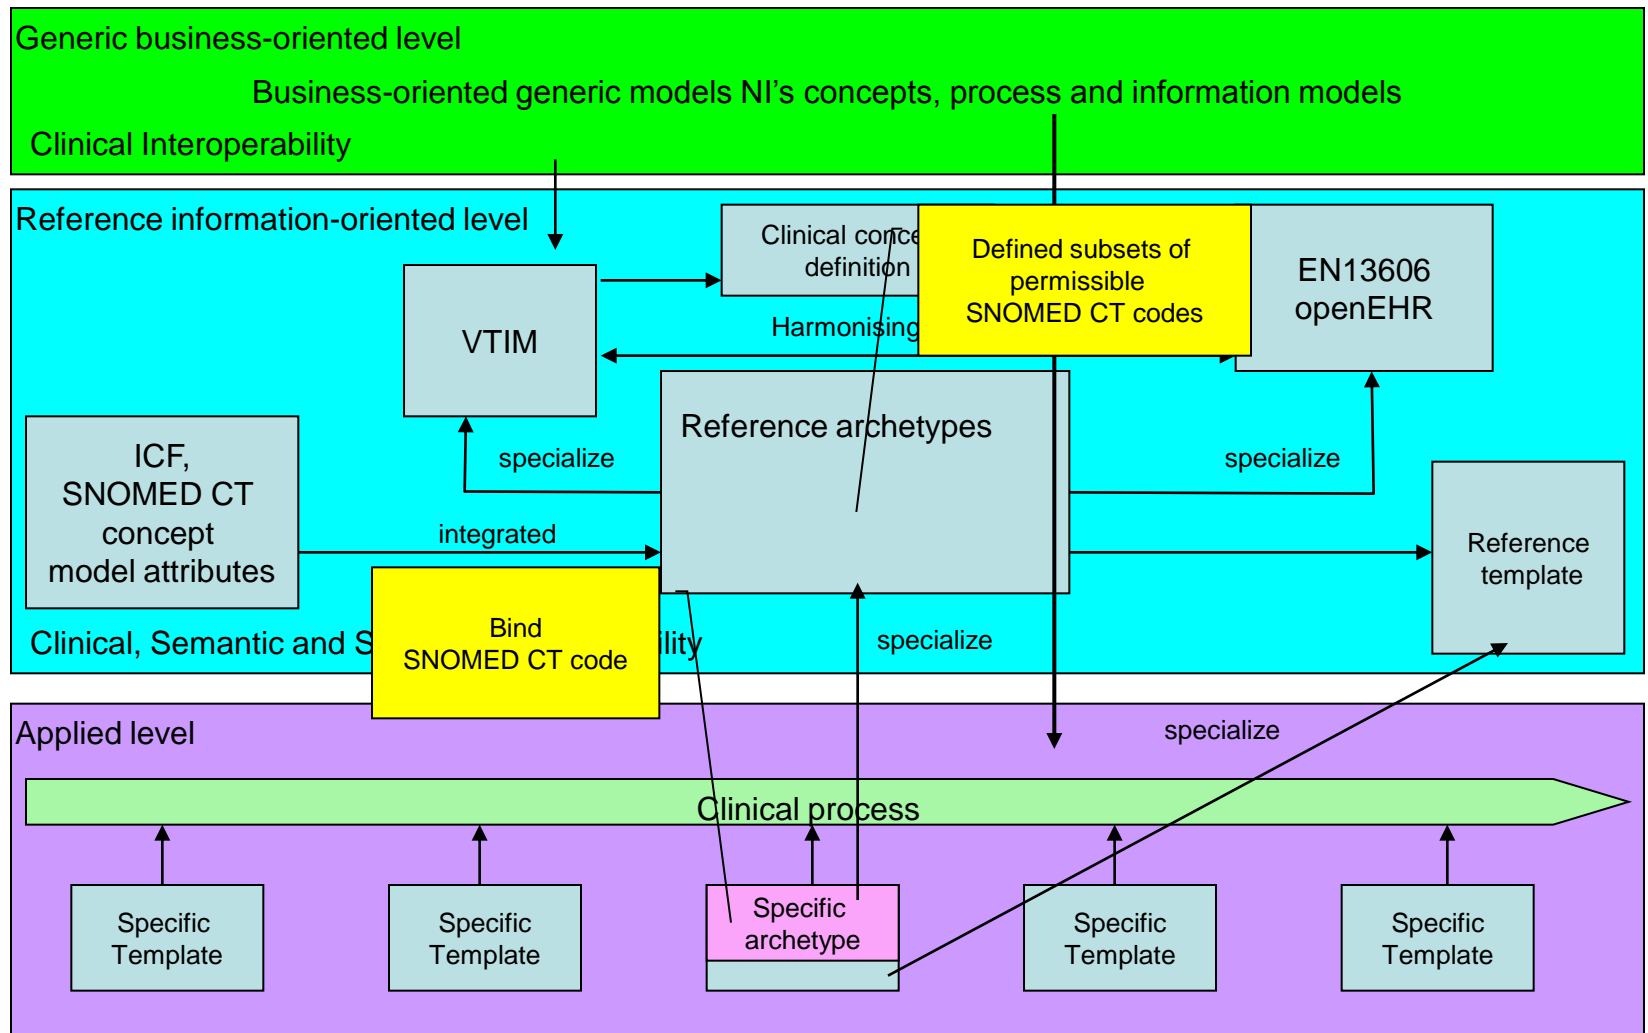 Generic business-oriented level
Business-oriented generic models NI's concepts, process and information models
Clinical Interoperability
Reference information-oriented level
Clinical
definition
Defined subsets of
permissible
SNOMED CT codes
EN13606
openEHR
VTIM
Harmonising
Reference archetypes
ICF,
SNOMED CT
concept
model attributes
specialize
specialize
integrated
Reference
template
Bind
SNOMED CT code
Clinical, Semantic and
specialize
Applied level
specialize
Clinical process
Specific
Template
Specific
Template
Specific
archetype
Specific
Template
Specific
Template